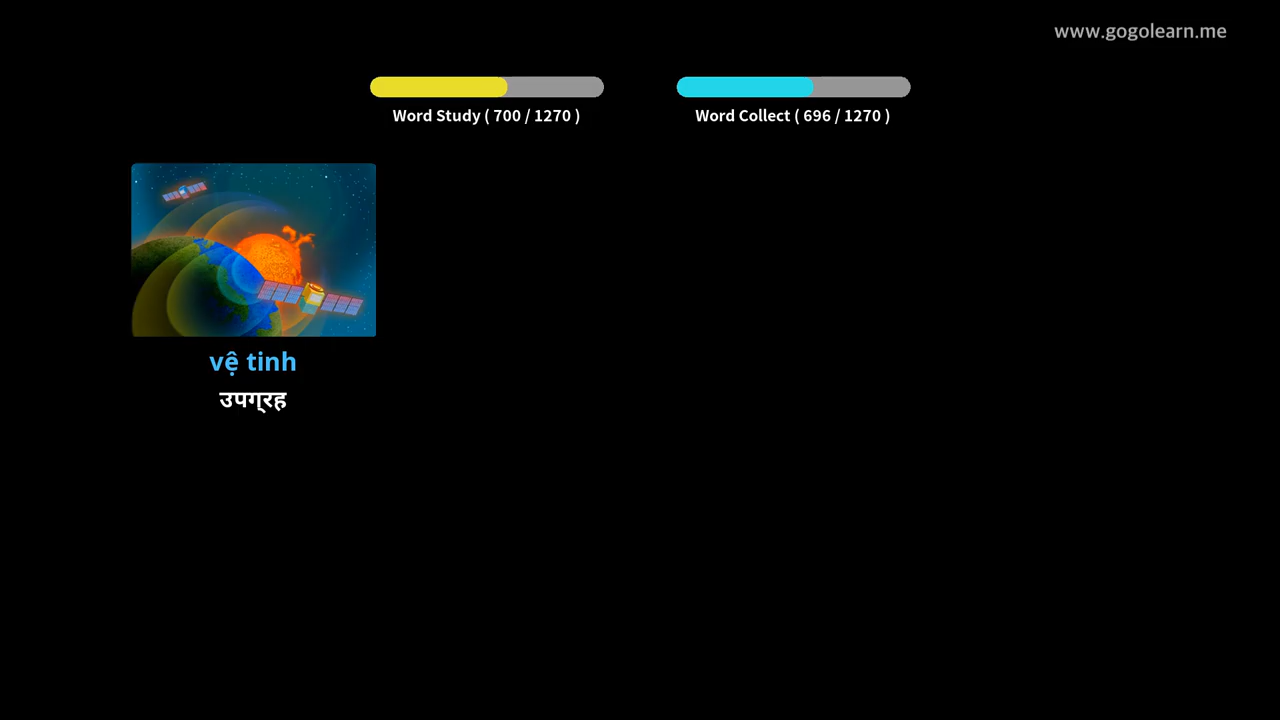 www.gogolearn.me
Word Study ( 700 / 1270 )
Word Collect ( 696 / 1270 )
vệ tinh
उपग्रह